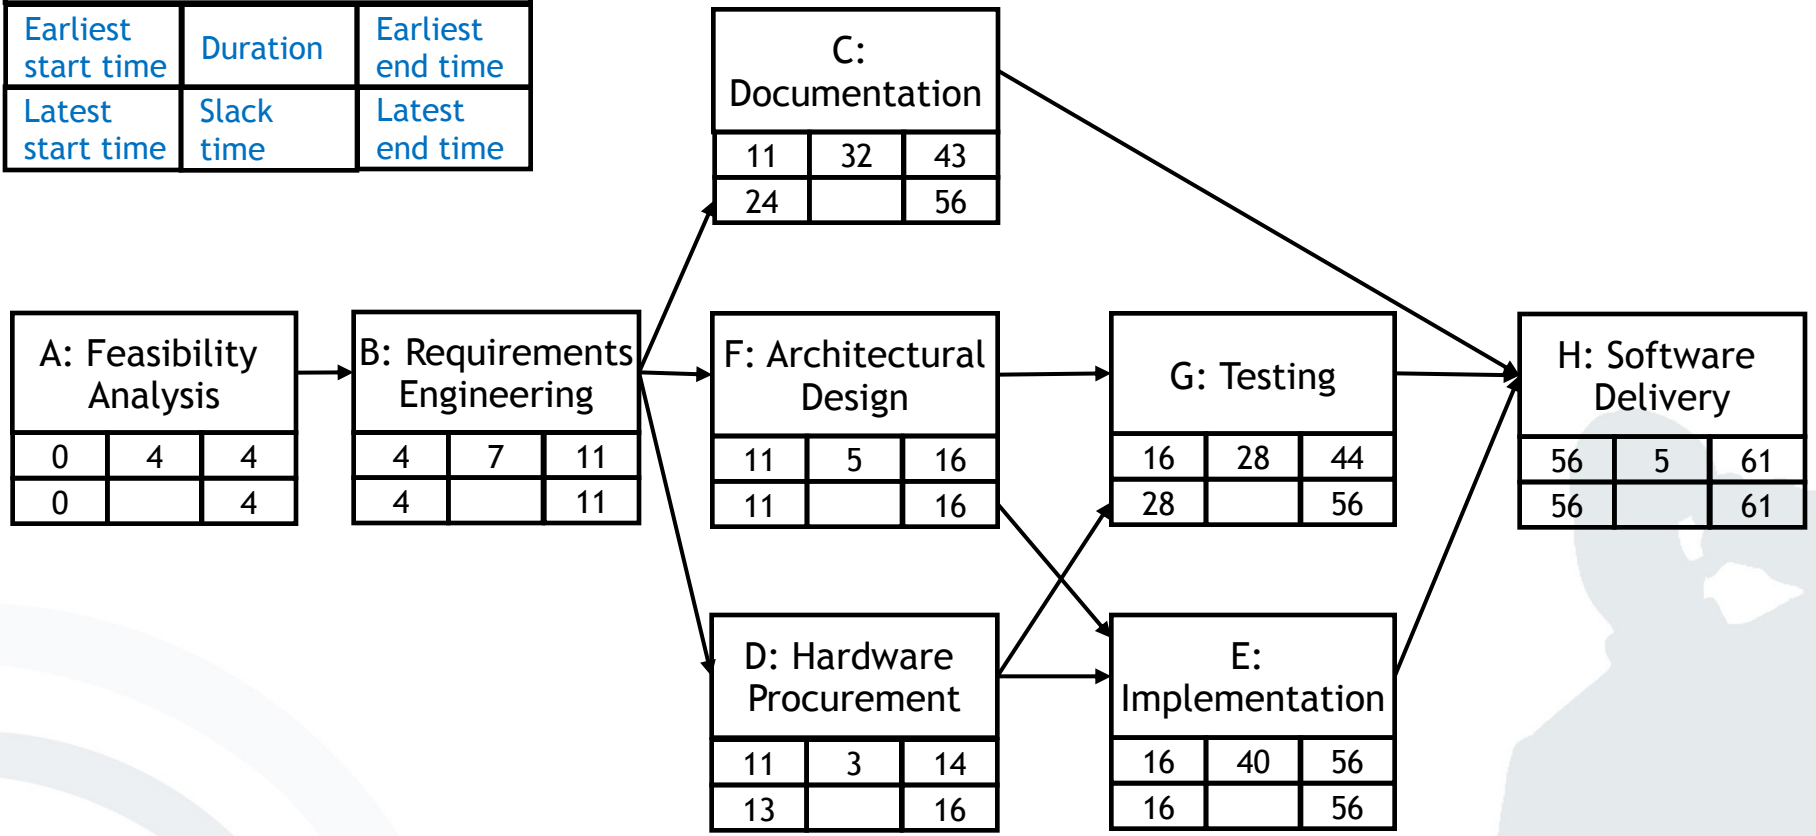 Earliest
start time
Duration
Earliest
end time
Latest
start time
Slack
time
Latest
end time
C:
Documentation
11 32 43
24 56
A: Feasibility
Analysis
0 4 4
0 4
B: Requirements
Engineering
4 7 11
4 11
F: Architectural
Design
11 5 16
11 16
G: Testing
16 28 44
28 56
H: Software
Delivery
56 5 61
56 61
D: Hardware
Procurement
11 3 14
13 16
E:
Implementation
16 40 56
16 56